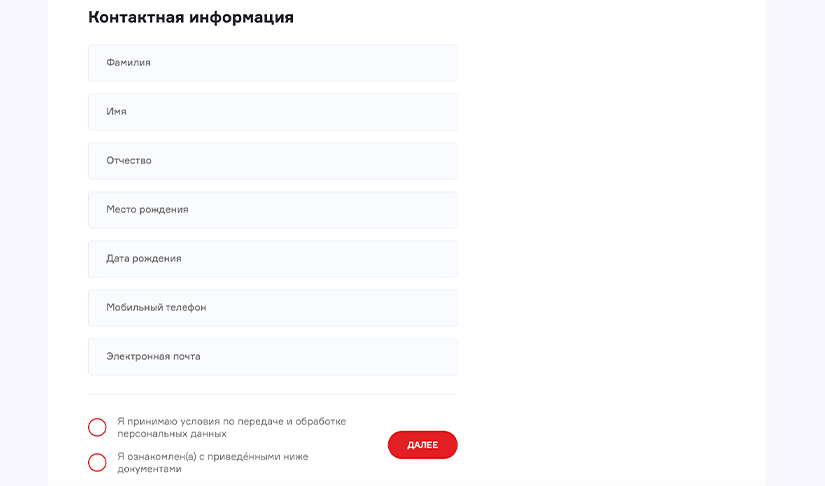 Контактная информация
Фамилия
Имя
Отчество
Место рождения
Дата рождения
Мобильный телефон
Электронная почта
Я принимаю условия по передаче и обработке
персональных данных
ДАЛЕЕ
Я ознакомлен(а) с приведёнными ниже
документами